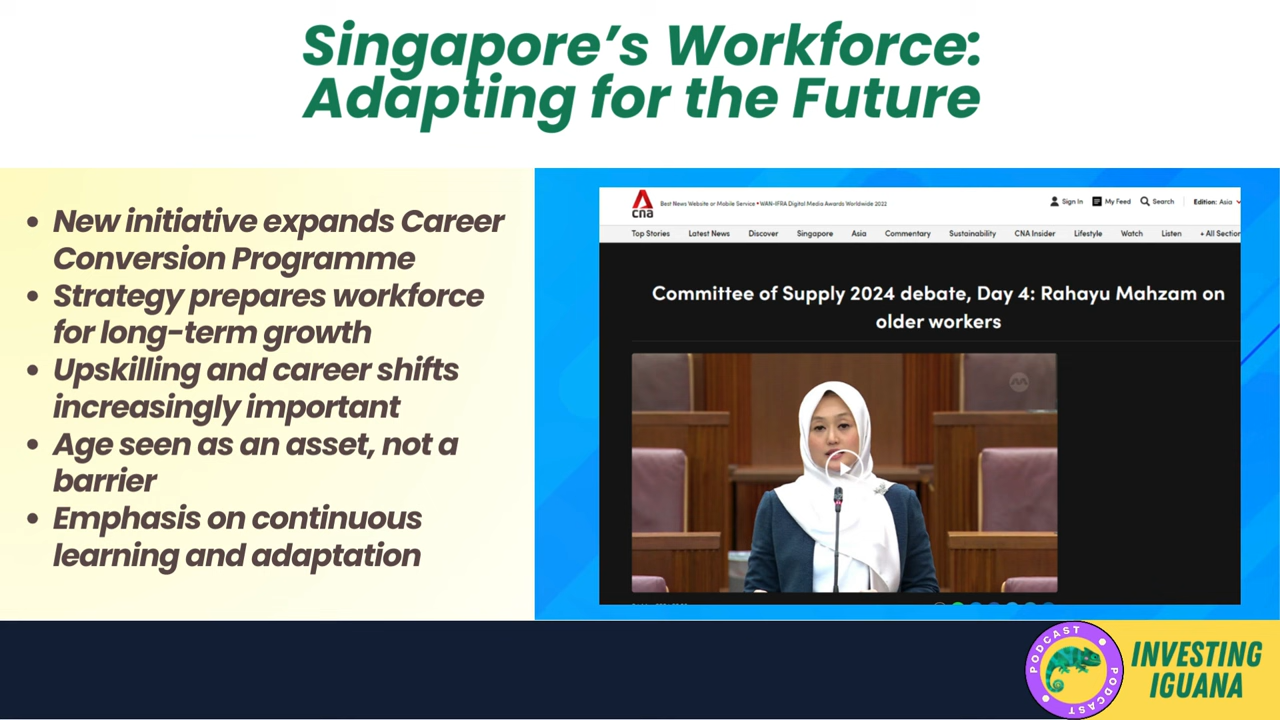 Singapore's Workforce:
Adapting for the Future
• New initiative expands Career
Conversion Programme
• Strategy prepares workforce
for long-term growth
• Upskilling and career shifts
increasingly important
• Age seen as an asset, not a
barrier
• Emphasis on continuous
learning and adaptation
cna
Best News Website or Mobile Service • WAN-IFRA Digital Media Awards Worldwide 2022
Sign In My Feed Search Edition: Asia
Top Stories Latest News Discover Singapore Asia Commentary Sustainability CNA Insider Lifestyle Watch Listen + All Section
Committee of Supply 2024 debate, Day 4: Rahayu Mahzam on
older workers
PODCAST
PODCAST
PODCAST
INVESTING
IGUANA